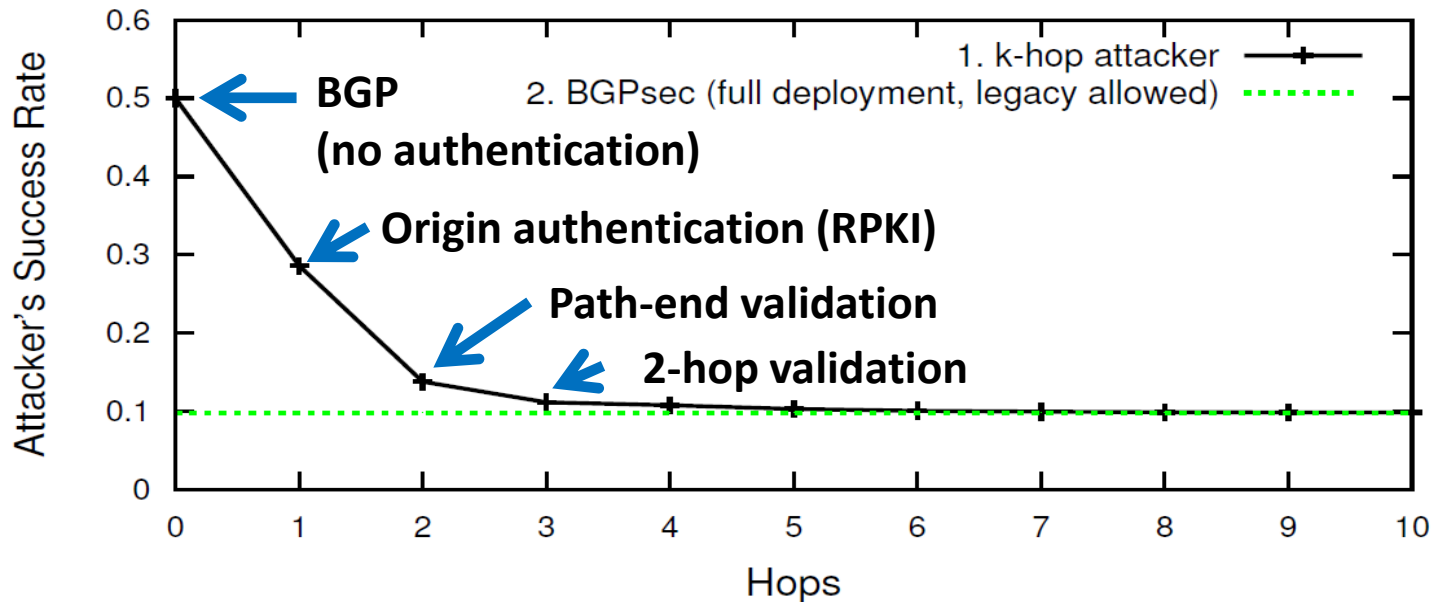 0.6
0.5
0.4
0.3
0.2
0.1
0
Attacker's Success Rate
1. k-hop attacker
2. BGPsec (full deployment, legacy allowed)
BGP
(no authentication)
Origin authentication (RPKI)
Path-end validation
2-hop validation
0 1 2 3 4 5 6 7 8 9 10
Hops